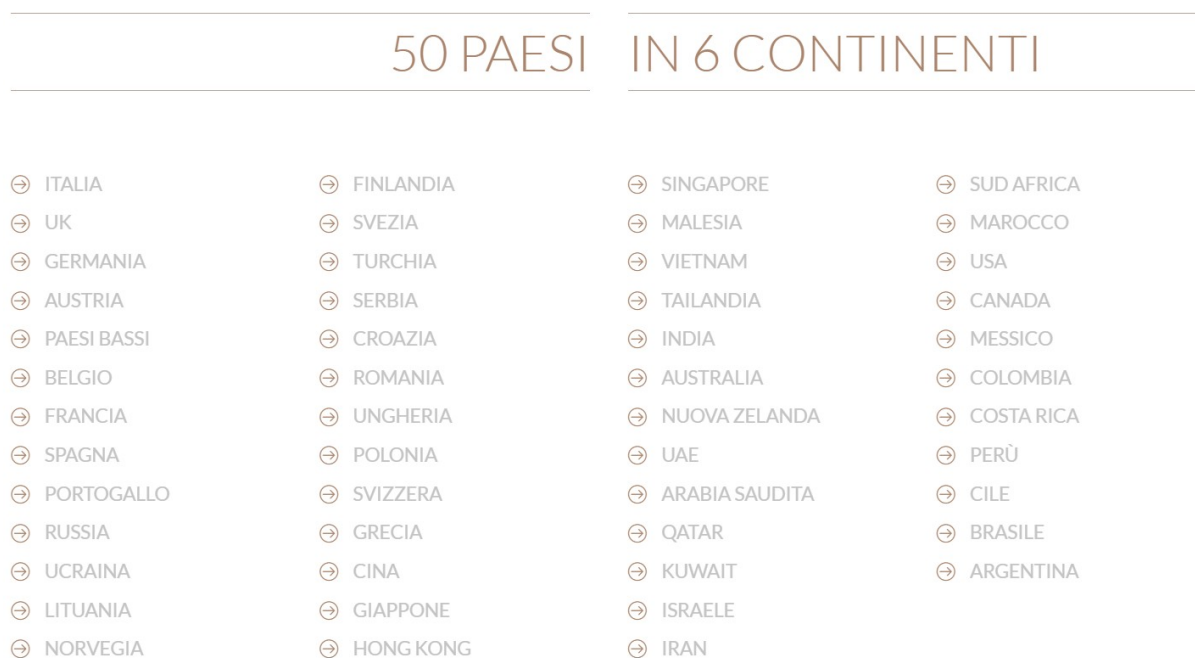 50 PAESI IN 6 CONTINENTI
ITALIA
UK
GERMANIA
AUSTRIA
PAESI BASSI
BELGIO
FRANCIA
SPAGNA
PORTOGALLO
RUSSIA
UCRAINA
LITUANIA
NORVEGIA
FINLANDIA
SVEZIA
TURCHIA
SERBIA
CROAZIA
ROMANIA
UNGHERIA
POLONIA
SVIZZERA
GRECIA
CINA
GIAPPONE
HONG KONG
SINGAPORE
MALESIA
VIETNAM
TAILANDIA
INDIA
AUSTRALIA
NUOVA ZELANDA
UAE
ARABIA SAUDITA
QATAR
KUWAIT
ISRAELE
IRAN
SUD AFRICA
MAROCCO
USA
CANADA
MESSICO
COLOMBIA
COSTA RICA
PERÙ
CILE
BRASILE
ARGENTINA